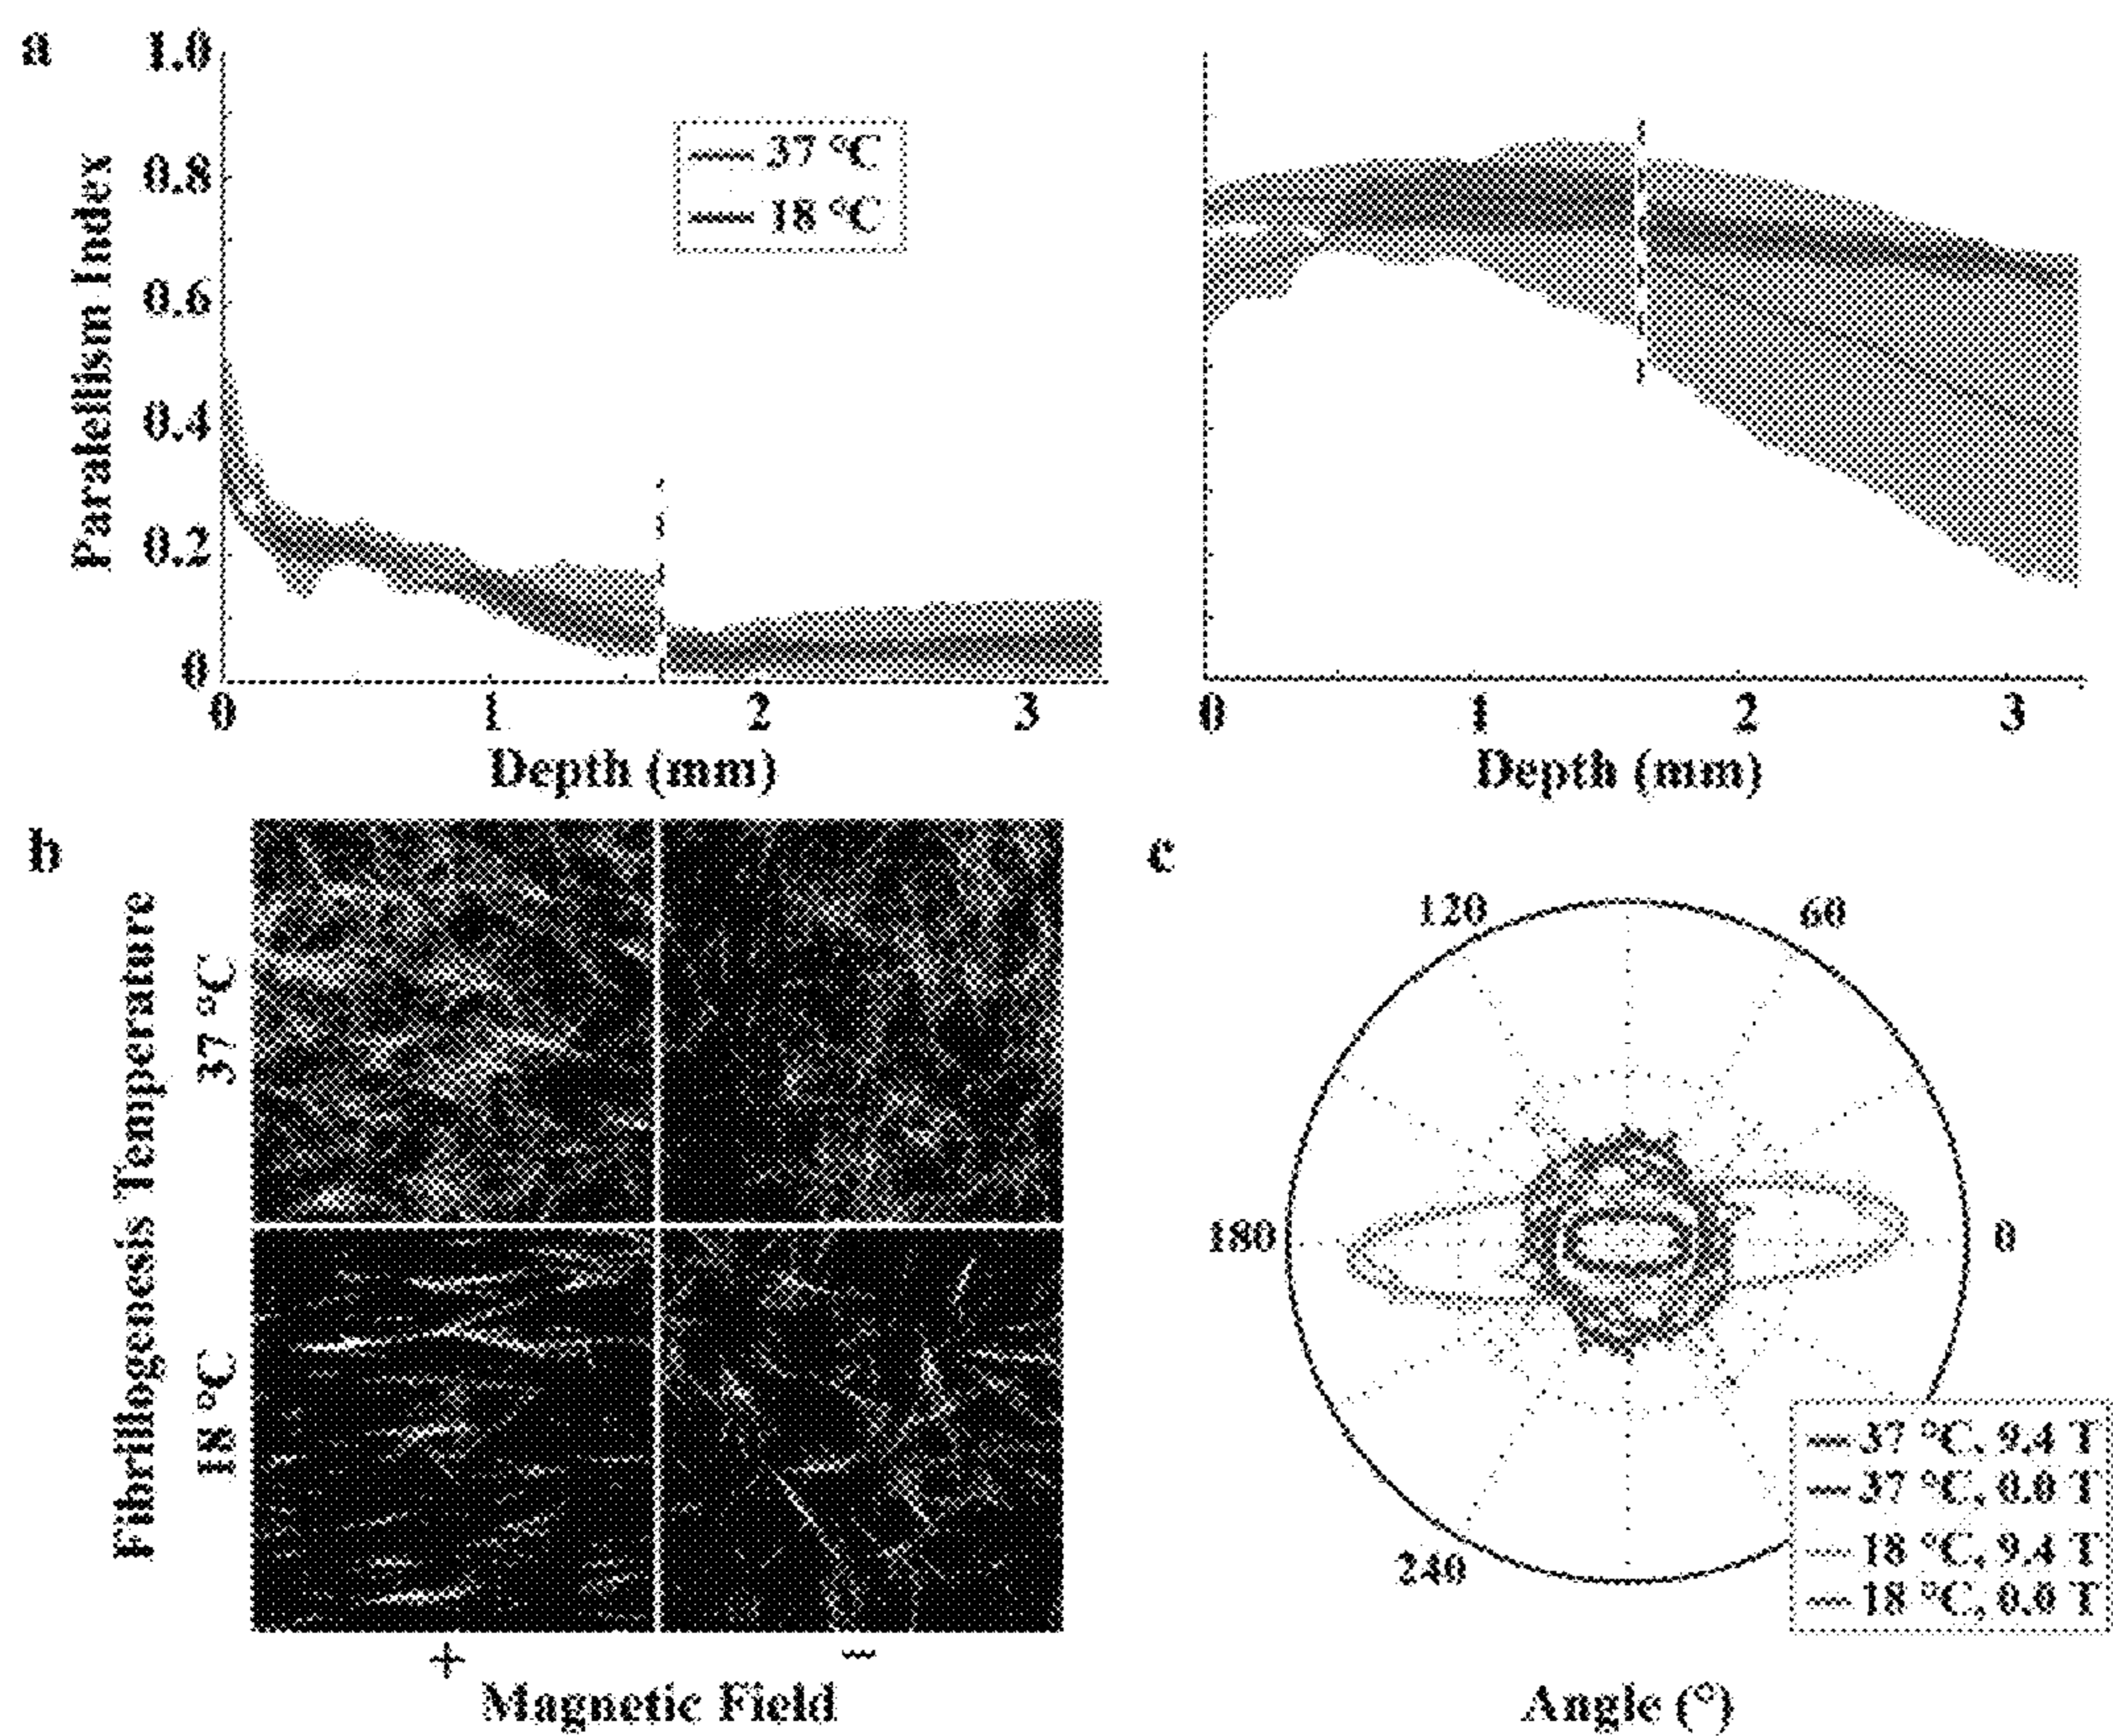 a
1.0
0.8
0.6
0.4
0.2
0
Parallelism Index
37 °C
18 °C
0 1 2 3
Depth (mm)
0 1 2 3
Depth (mm)
b
Fibrillogenesis Temperature
37 °C
18 °C
+ −
Magnetic Field
c
120 60
180 0
240
37 °C, 9.4 T
37 °C, 0.0 T
18 °C, 9.4 T
18 °C, 0.0 T
Angle (°)